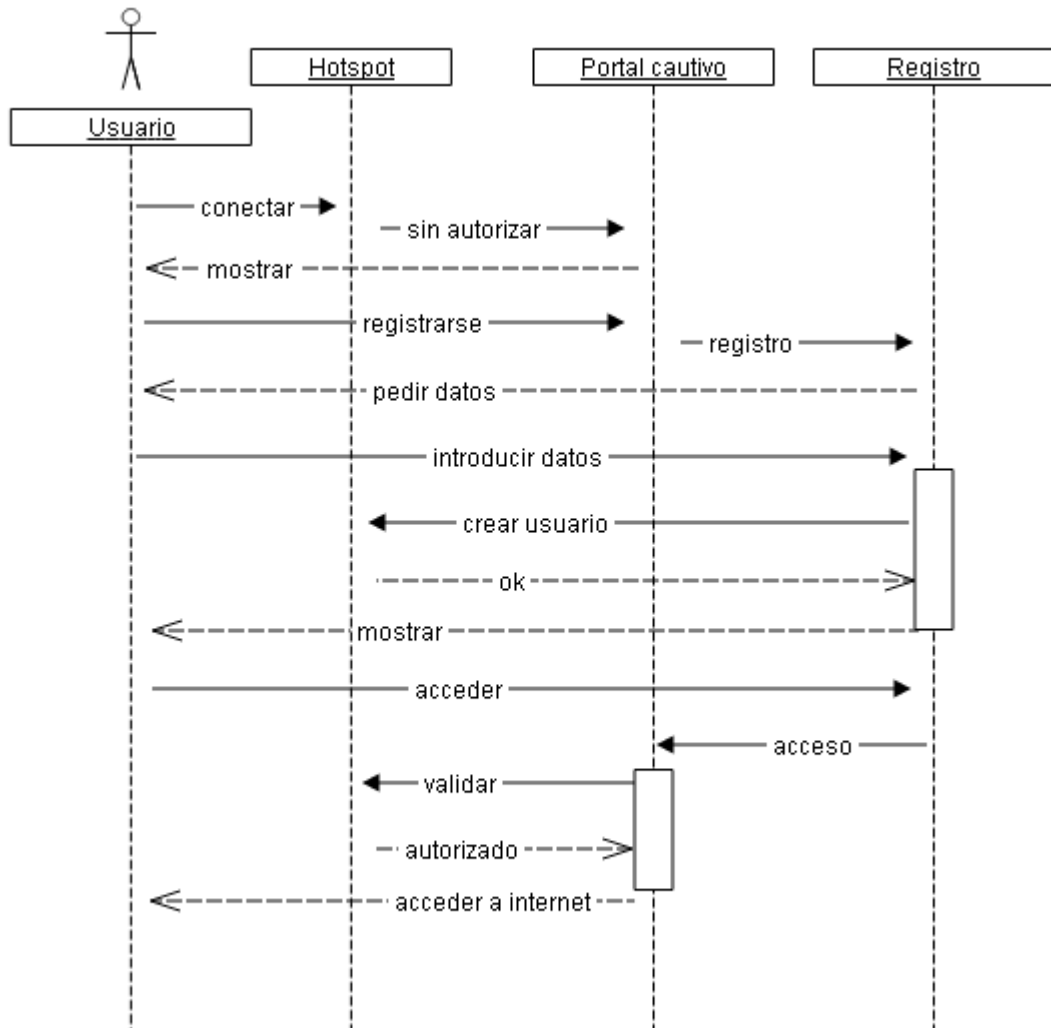 Hotspot
Portal cautivo
Registro
Usuario
conectar
sin autorizar
mostrar
registrarse
registro
pedir datos
introducir datos
crear usuario
ok
mostrar
acceder
acceso
validar
autorizado
acceder a internet